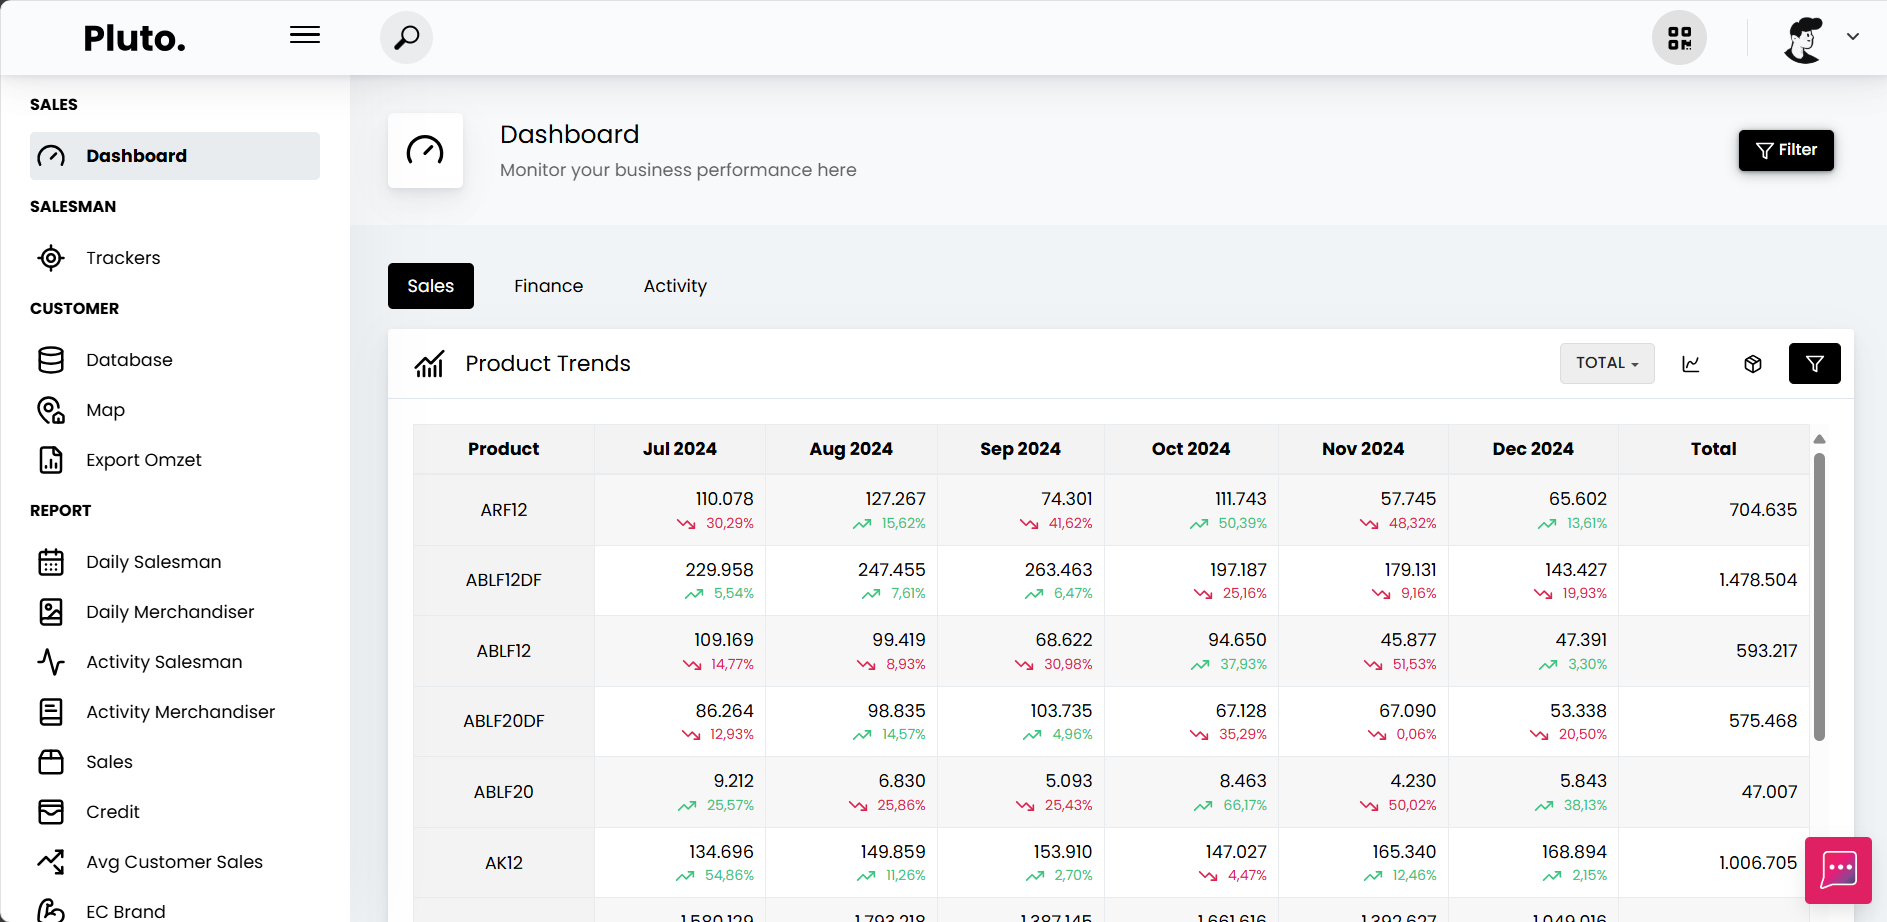 Pluto.
SALES
Dashboard
SALESMAN
Trackers
CUSTOMER
Database
Map
Export Omzet
REPORT
Daily Salesman
Daily Merchandiser
Activity Salesman
Activity Merchandiser
Sales
Credit
Avg Customer Sales
EC Brand
Dashboard
Monitor your business performance here
Filter
Sales Finance Activity
Product Trends
TOTAL
Product Jul 2024 Aug 2024 Sep 2024 Oct 2024 Nov 2024 Dec 2024 Total
ARF12 110.078 127.267 74.301 111.743 57.745 65.602 704.635
30,29% 15,62% 41,62% 50,39% 48,32% 13,61%
ABLF12DF 229.958 247.455 263.463 197.187 179.131 143.427 1.478.504
5,54% 7,61% 6,47% 25,16% 9,16% 19,93%
ABLF12 109.169 99.419 68.622 94.650 45.877 47.391 593.217
14,77% 8,93% 30,98% 37,93% 51,53% 3,30%
ABLF20DF 86.264 98.835 103.735 67.128 67.090 53.338 575.468
12,93% 14,57% 4,96% 35,29% 0,06% 20,50%
ABLF20 9.212 6.830 5.093 8.463 4.230 5.843 47.007
25,57% 25,86% 25,43% 66,17% 50,02% 38,13%
AK12 134.696 149.859 153.910 147.027 165.340 168.894 1.006.705
54,86% 11,26% 2,70% 4,47% 12,46% 2,15%
1.580.129 1.793.218 1.387.145 1.661.616 1.392.627 1.049.016